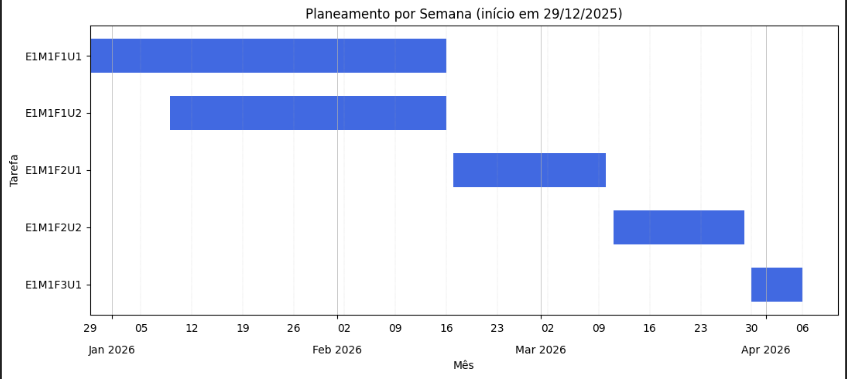 Planeamento por Semana (início em 29/12/2025)
E1M1F1U1
E1M1F1U2
E1M1F2U1
E1M1F2U2
E1M1F3U1
Tarefa
29 05 12 19 26 02 09 16 23 02 09 16 23 30 06
Jan 2026 Feb 2026 Mar 2026 Apr 2026
Mês